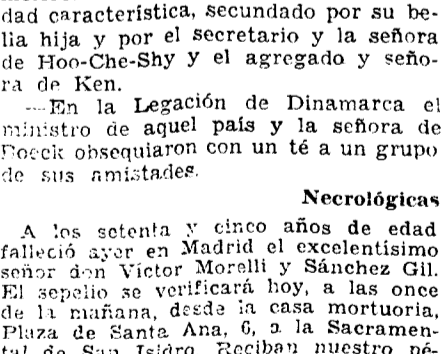 dad característica, secundado por su be-
lla hija y por el secretario y la señora
de Hoo-Che-Shy y el agregado y seño-
ra de Ken.
—En la Legación de Dinamarca el
ministro de aquel país y la señora de
Boeck obsequiaron con un té a un grupo
de sus amistades.
Necrológicas
A los setenta y cinco años de edad
falleció ayer en Madrid el excelentísimo
señor don Víctor Morelli y Sánchez Gil.
El sepelio se verificará hoy, a las once
de la mañana, desde la casa mortuoria,
Plaza de Santa Ana, 6, a la Sacramen-
tal de San Isidro. Reciban nuestro pé-